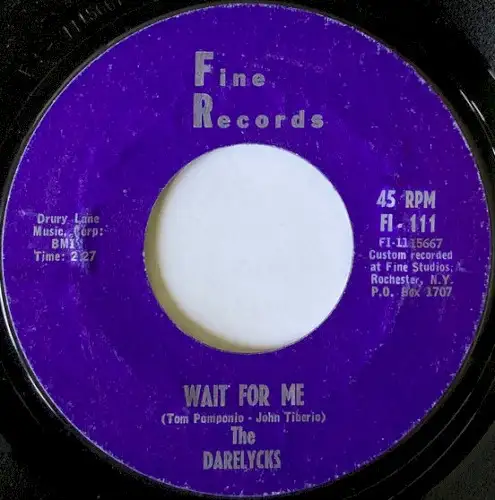 Fine
Records
45 RPM
FI - 111
FI-1115667
Custom recorded
at Fine Studios,
Rochester, N.Y.
P.O. Box 1707
Drury Lane
Music, Corp:
BMI
Time: 2:27
WAIT FOR ME
(Tom Pomponio - John Tiberio)
The
DARELYCKS